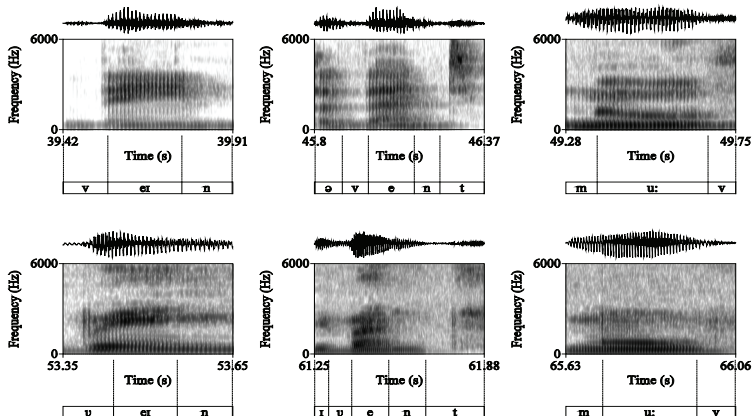 6000 6000 6000
Frequency (Hz) Frequency (Hz) Frequency (Hz)
0 0 0
39.42 39.91 45.8 46.37 49.28 49.75
Time (s) Time (s) Time (s)
v eɪ n ə v e n t m u: v
6000 6000 6000
Frequency (Hz) Frequency (Hz) Frequency (Hz)
0 0 0
53.35 53.65 61.25 61.88 65.63 66.06
Time (s) Time (s) Time (s)
ʋ eɪ n ɪ ʋ e n t m u: v